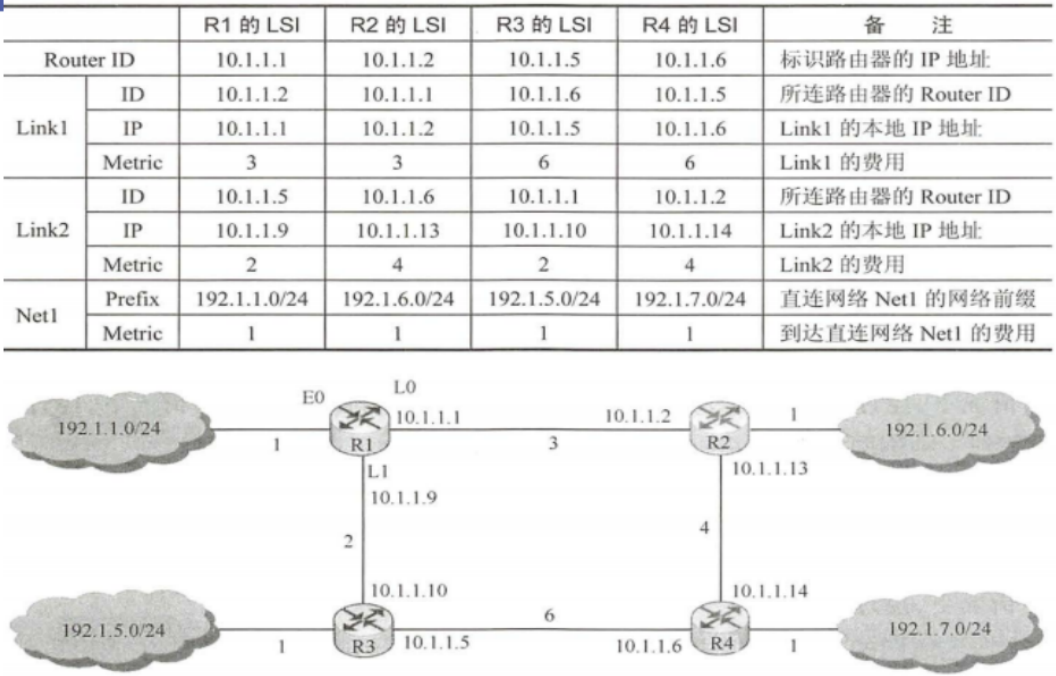 R1 的 LSI R2 的 LSI R3 的 LSI R4 的 LSI 备 注
Router ID 10.1.1.1 10.1.1.2 10.1.1.5 10.1.1.6 标识路由器的 IP 地址
Link1 ID 10.1.1.2 10.1.1.1 10.1.1.6 10.1.1.5 所连路由器的 Router ID
IP 10.1.1.1 10.1.1.2 10.1.1.5 10.1.1.6 Link1 的本地 IP 地址
Metric 3 3 6 6 Link1 的费用
Link2 ID 10.1.1.5 10.1.1.6 10.1.1.1 10.1.1.2 所连路由器的 Router ID
IP 10.1.1.9 10.1.1.13 10.1.1.10 10.1.1.14 Link2 的本地 IP 地址
Metric 2 4 2 4 Link2 的费用
Net1 Prefix 192.1.1.0/24 192.1.6.0/24 192.1.5.0/24 192.1.7.0/24 直连网络 Net1 的网络前缀
Metric 1 1 1 1 到达直连网络 Net1 的费用
E0 L0
10.1.1.1 10.1.1.2 1
192.1.1.0/24 192.1.6.0/24
1 R1 3 R2
L1 10.1.1.13
10.1.1.9
2 4
10.1.1.10 10.1.1.14
6
192.1.5.0/24 192.1.7.0/24
1 R3 10.1.1.5 10.1.1.6 R4 1